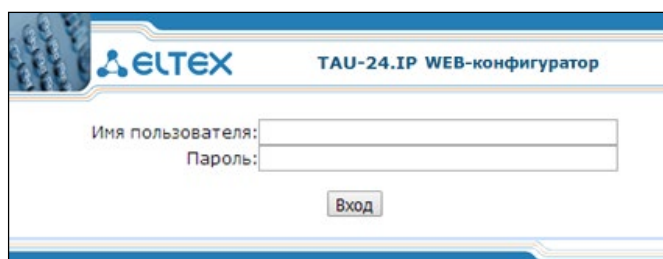 ELTEX TAU-24.IP WEB-конфигуратор
Имя пользователя:
Пароль:
Вход